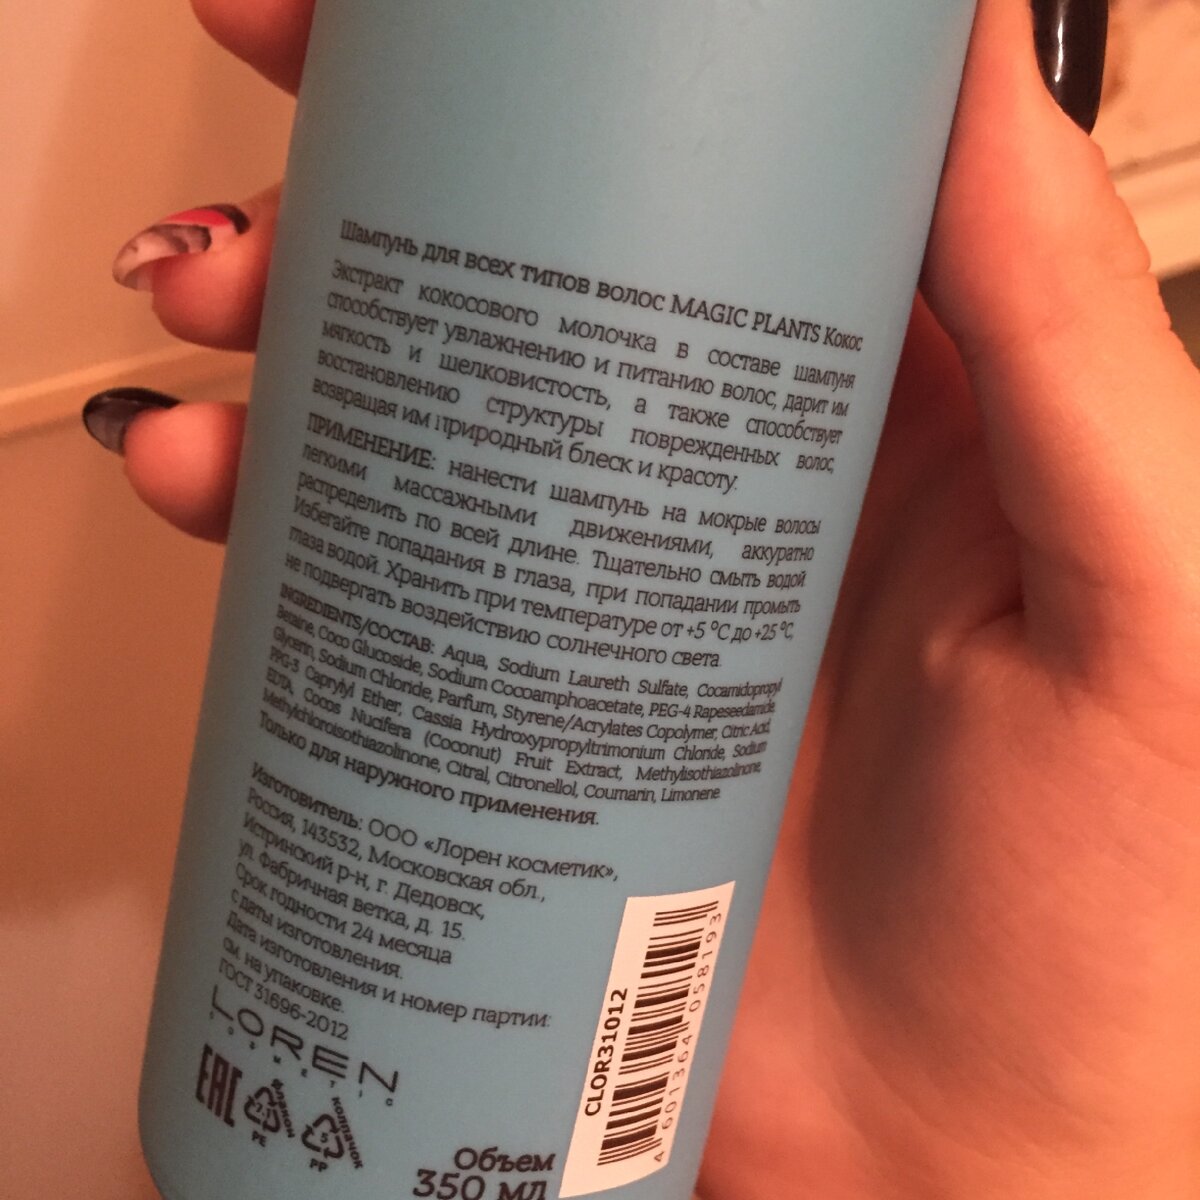 Шампунь для всех типов волос MAGIC PLANTS Кокос
Экстракт кокосового молочка в составе шампуня
способствует увлажнению и питанию волос, дарит им
мягкость и шелковистость, а также способствует
восстановлению структуры поврежденных волос,
возвращая им природный блеск и красоту.
ПРИМЕНЕНИЕ: нанести шампунь на мокрые волосы
легкими массажными движениями, аккуратно
распределить по всей длине. Тщательно смыть водой.
Избегайте попадания в глаза, при попадании промыть
глаза водой. Хранить при температуре от +5 °С до +25 °С,
не подвергать воздействию солнечного света.
INGREDIENTS/СОСТАВ: Aqua, Sodium Laureth Sulfate, Cocamidopropyl
Betaine, Coco Glucoside, Sodium Cocoamphoacetate, PEG-4 Rapeseedamide,
Glycerin, Sodium Chloride, Parfum, Styrene/Acrylates Copolymer, Citric Acid,
PPG-3 Caprylyl Ether, Cassia Hydroxypropyltrimonium Chloride, Sodium
EDTA, Cocos Nucifera (Coconut) Fruit Extract, Methylisothiazolinone,
Methylchloroisothiazolinone, Citral, Citronellol, Coumarin, Limonene.
Только для наружного применения.
Изготовитель: ООО «Лорен косметик»,
Россия, 143532, Московская обл.,
Истринский р-н, г. Дедовск,
ул. Фабричная ветка, д. 15.
Срок годности 24 месяца
с даты изготовления.
Дата изготовления и номер партии:
см. на упаковке.
ГОСТ 31696-2012
LOREN
COSMETIC
EAC
флакон
PE
колпачок
5
PP
Объем
350 мл
CLOR31012
4 601364 058193